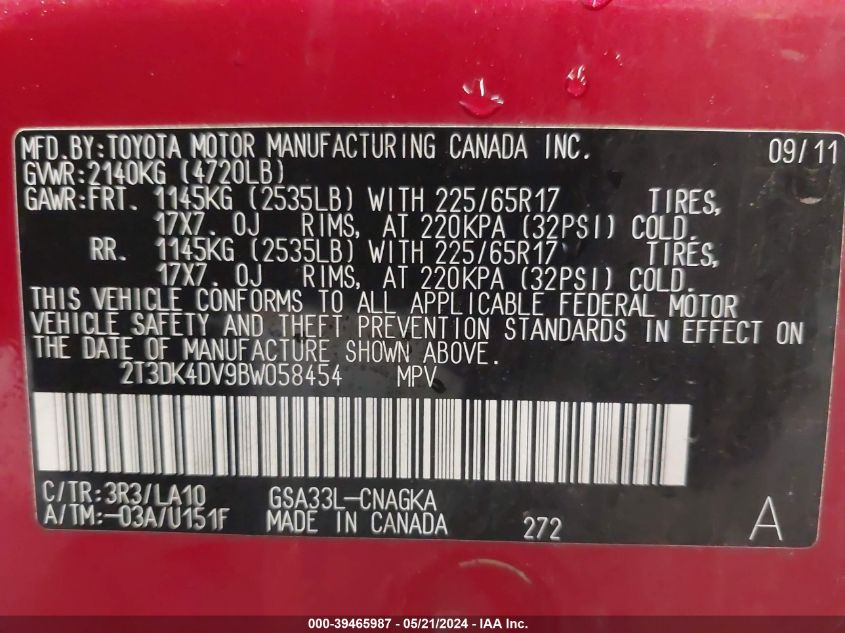 MFD.BY:TOYOTA MOTOR MANUFACTURING CANADA INC. 09/11
GVWR:2140KG (4720LB)
GAWR:FRT. 1145KG (2535LB) WITH 225/65R17 TIRES,
17X7. 0J RIMS, AT 220KPA (32PSI) COLD.
RR. 1145KG (2535LB) WITH 225/65R17 TIRES,
17X7. 0J RIMS, AT 220KPA (32PSI) COLD.
THIS VEHICLE CONFORMS TO ALL APPLICABLE FEDERAL MOTOR
VEHICLE SAFETY AND THEFT PREVENTION STANDARDS IN EFFECT ON
THE DATE OF MANUFACTURE SHOWN ABOVE.
2T3DK4DV9BW058454 MPV
C/TR:3R3/LA10 GSA33L-CNAGKA
A/TM:-03A/U151F MADE IN CANADA 272 A
000-39465987 - 05/21/2024 - IAA Inc.